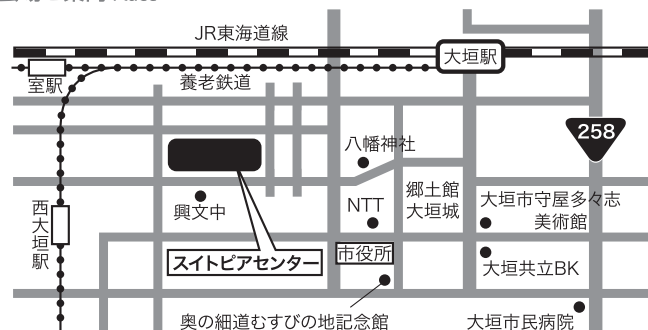 JR東海道線
大垣駅
室駅
養老鉄道
258
八幡神社
西大垣駅
興文中
NTT
郷土館
大垣城
大垣市守屋多々志
美術館
スイトピアセンター
市役所
大垣共立BK
奥の細道むすびの地記念館
大垣市民病院